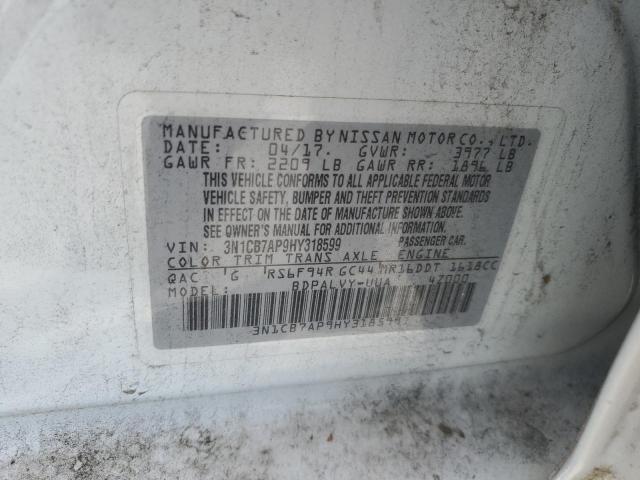 MANUFACTURED BY NISSAN MOTOR CO., LTD.
DATE: 04/17. GVWR: 3977 LB
GAWR FR: 2209 LB GAWR RR: 1896 LB
THIS VEHICLE CONFORMS TO ALL APPLICABLE FEDERAL MOTOR
VEHICLE SAFETY, BUMPER AND THEFT PREVENTION STANDARDS
IN EFFECT ON THE DATE OF MANUFACTURE SHOWN ABOVE.
SEE OWNER'S MANUAL FOR ADDITIONAL INFORMATION
VIN: 3N1CB7AP9HY318599 PASSENGER CAR.
COLOR TRIM TRANS AXLE ENGINE
QAC G RS6F94R GC44 MR16DDT 1618CC
MODEL: BDPALVY-UUA 42000
3N1CB7AP9HY318599